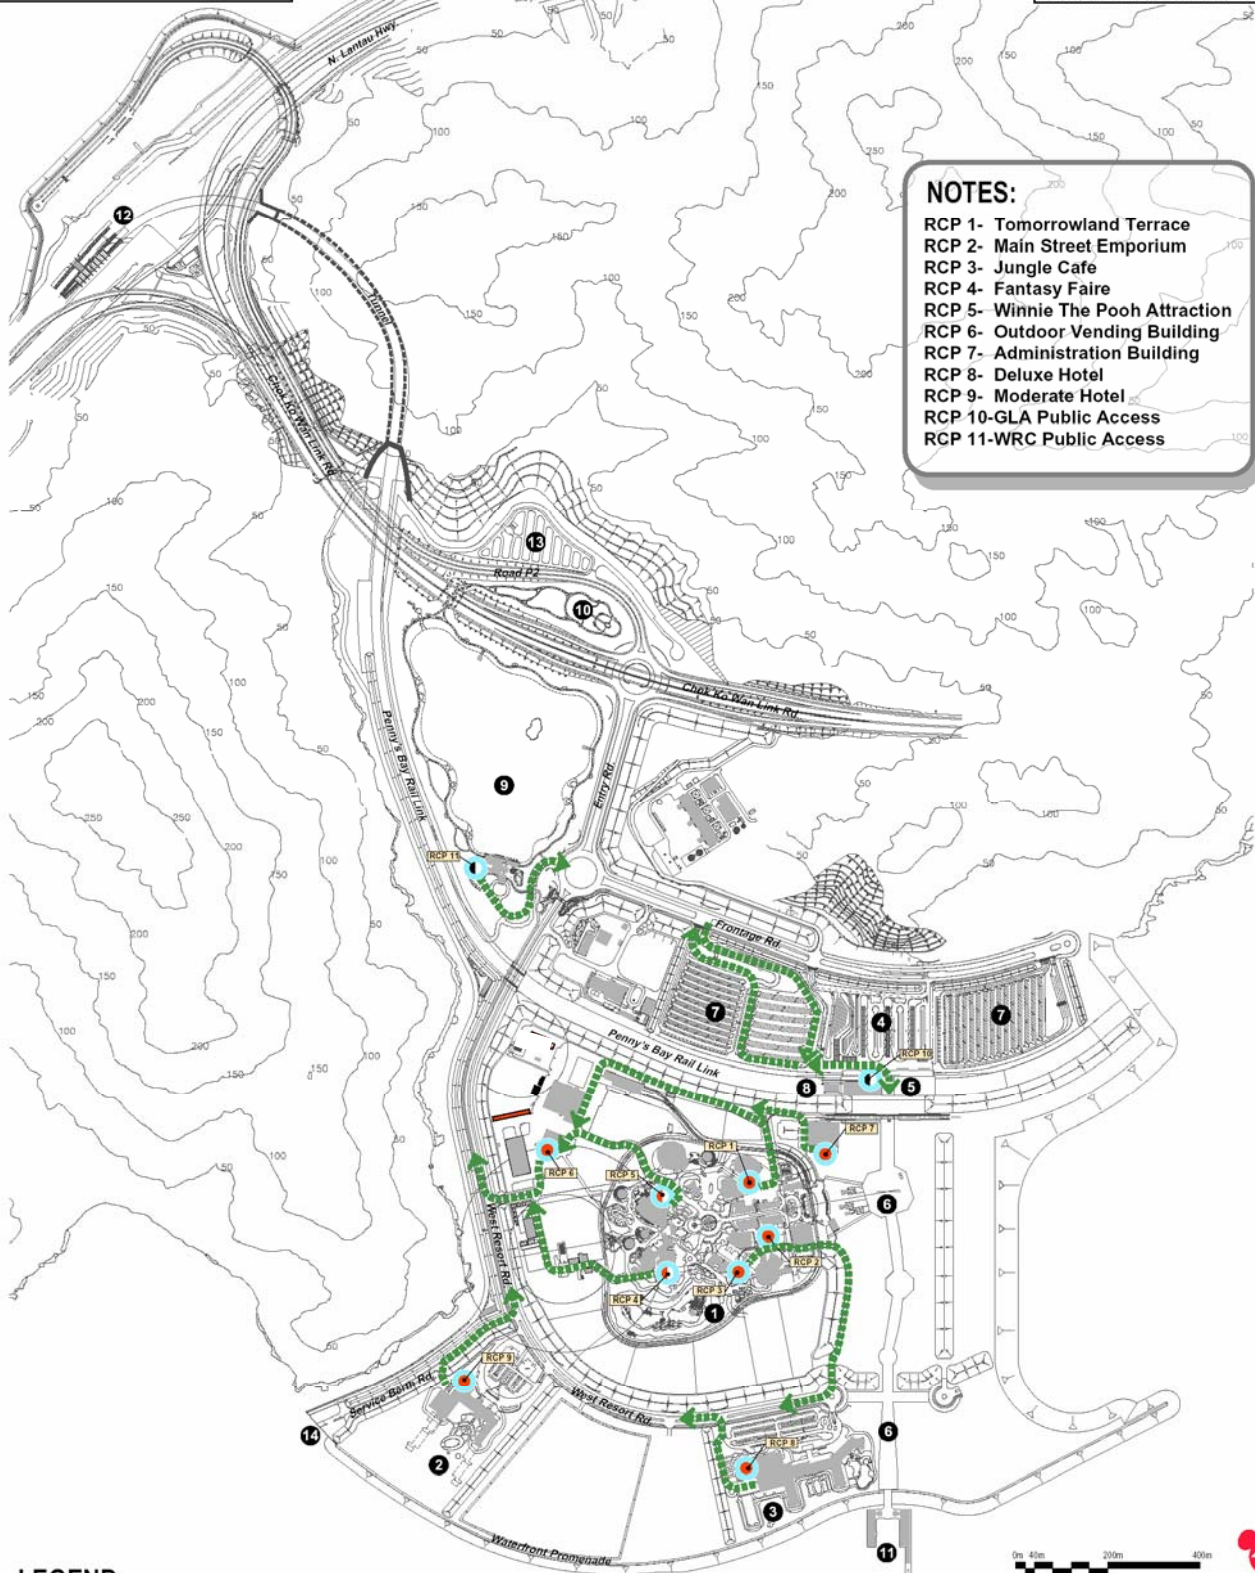 N. Lantau Hwy
NOTES:
RCP 1- Tomorrowland Terrace
RCP 2- Main Street Emporium
RCP 3- Jungle Cafe
RCP 4- Fantasy Faire
RCP 5- Winnie The Pooh Attraction
RCP 6- Outdoor Vending Building
RCP 7- Administration Building
RCP 8- Deluxe Hotel
RCP 9- Moderate Hotel
RCP 10-GLA Public Access
RCP 11-WRC Public Access
12
Tunnel
Chok Ko Wan Link Rd
13
Road P2
10
Chok Ko Wan Link Rd
Penny's Bay Rail Link
9
Entry Rd.
RCP 11
Frontage Rd.
7
4
7
Penny's Bay Rail Link
RCP 10
8
5
RCP 7
RCP 1
RCP 6
RCP 5
6
West Resort Rd.
RCP 2
RCP 3
RCP 4
1
RCP 9
Service Berm Rd.
West Resort Rd.
14
6
RCP 8
2
3
Waterfront Promenade
11
0m 40m 200m 400m
LEGEND